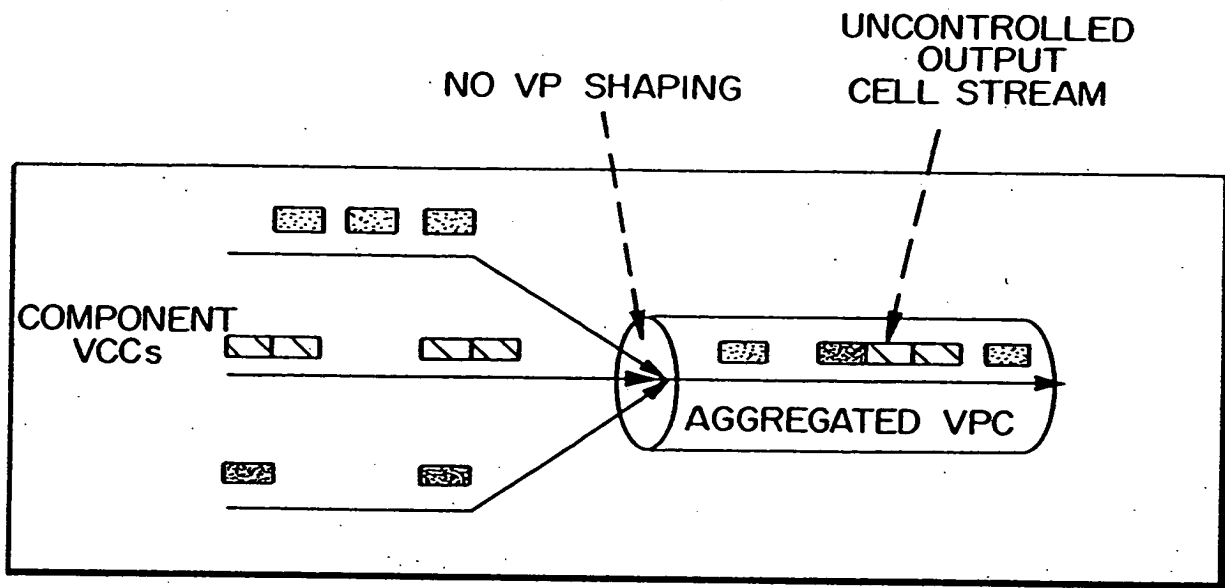 NO VP SHAPING
UNCONTROLLED
OUTPUT
CELL STREAM
COMPONENT
VCCs
AGGREGATED VPC